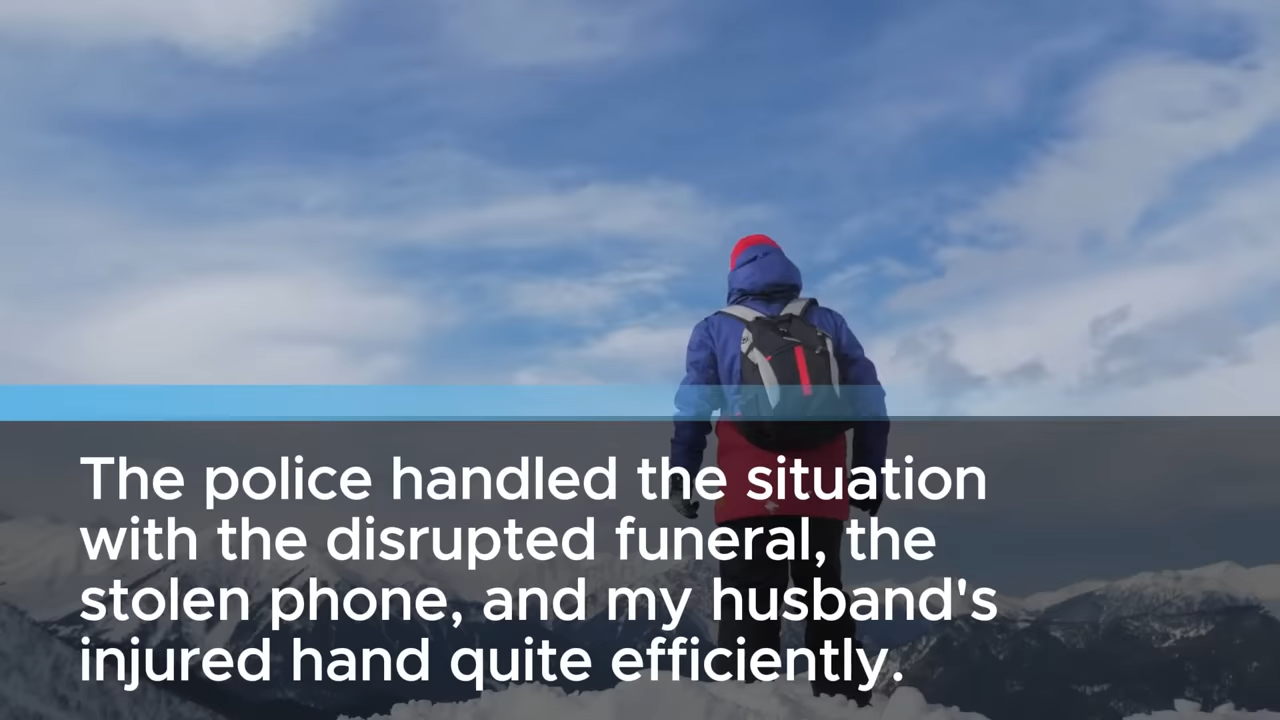 The police handled the situation
with the disrupted funeral, the
stolen phone, and my husband's
injured hand quite efficiently.